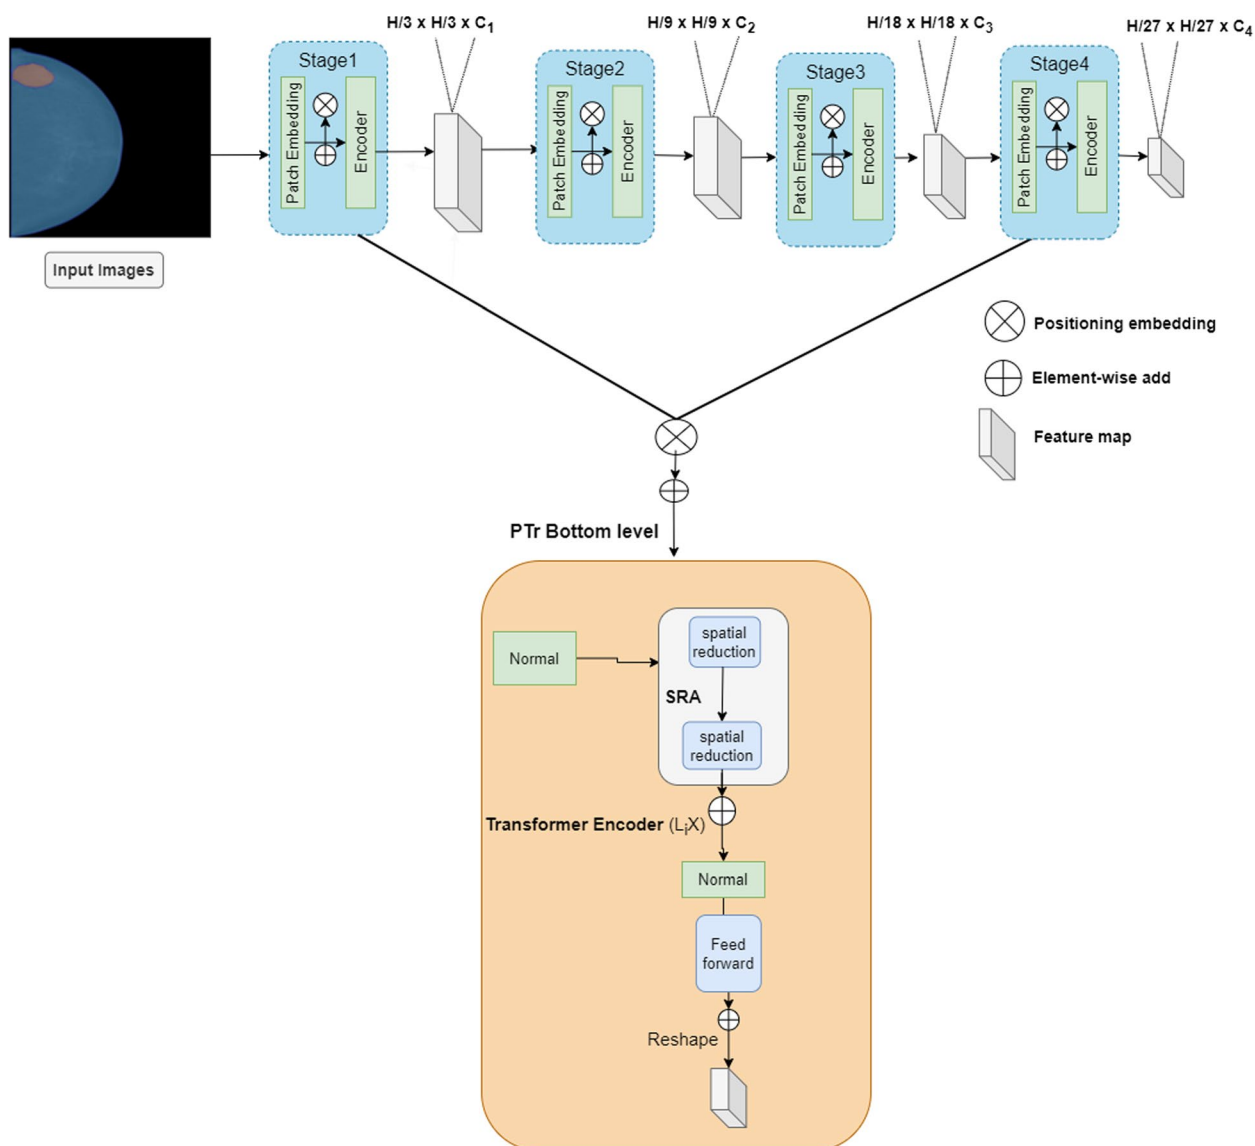 H/3 x H/3 x C1
H/9 x H/9 x C2
H/18 x H/18 x C3
H/27 x H/27 x C4
Stage1
Patch Embedding
Encoder
Stage2
Patch Embedding
Encoder
Stage3
Patch Embedding
Encoder
Stage4
Patch Embedding
Encoder
Input Images
Positioning embedding
Element-wise add
Feature map
PTr Bottom level
Normal
spatial
reduction
SRA
spatial
reduction
Transformer Encoder (LiX)
Normal
Feed
forward
Reshape